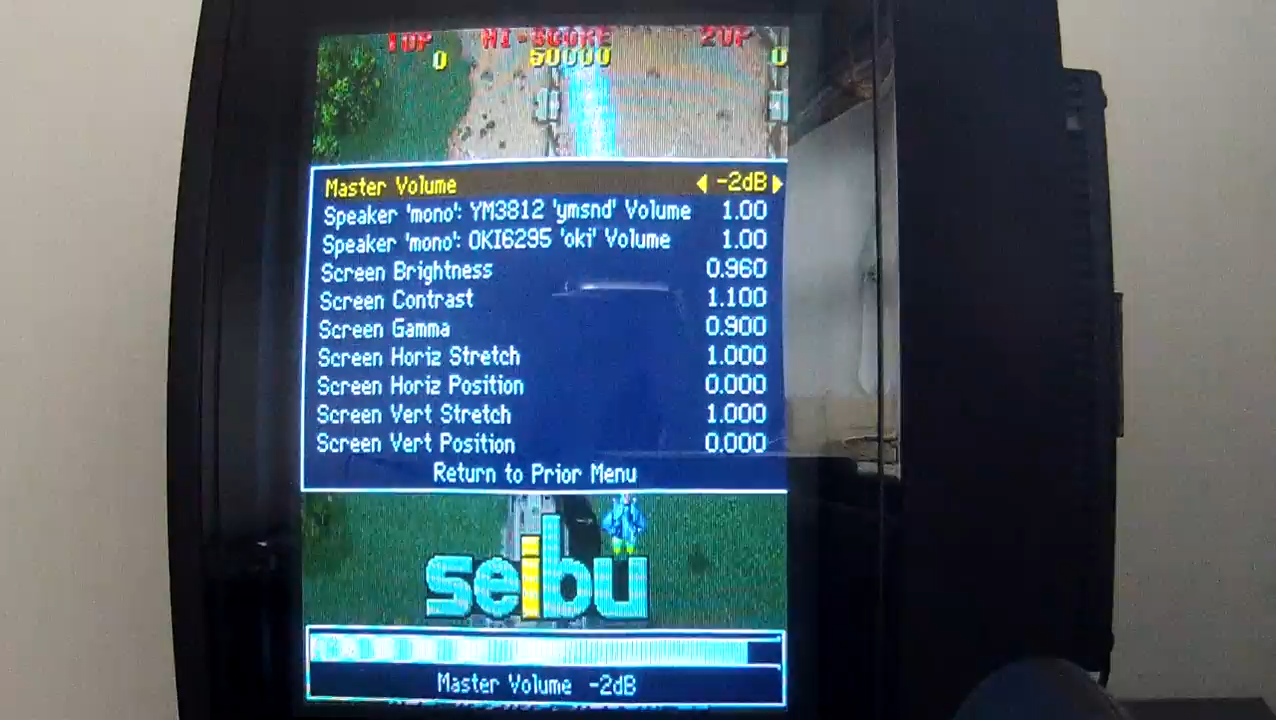 1UP HI-SCORE 2UP
0 50000 0
Master Volume -2dB
Speaker 'mono': YM3812 'ymsnd' Volume 1.00
Speaker 'mono': OKI6295 'oki' Volume 1.00
Screen Brightness 0.960
Screen Contrast 1.100
Screen Gamma 0.900
Screen Horiz Stretch 1.000
Screen Horiz Position 0.000
Screen Vert Stretch 1.000
Screen Vert Position 0.000
Return to Prior Menu
seibu
Master Volume -2dB